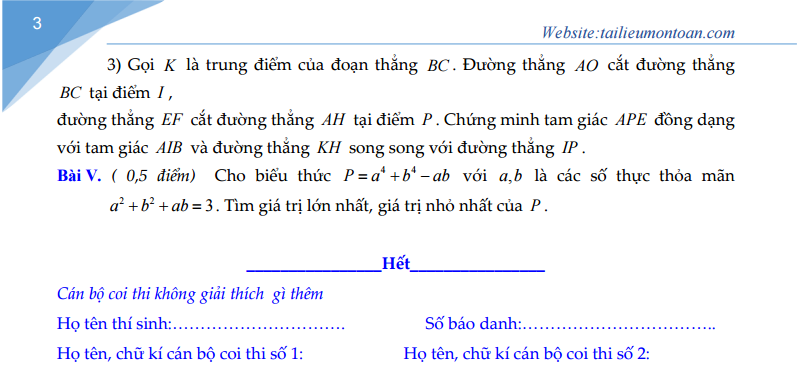 3
Website:tailieumontoan.com
3) Gọi K là trung điểm của đoạn thẳng BC. Đường thẳng AO cắt đường thẳng
BC tại điểm I,
đường thẳng EF cắt đường thẳng AH tại điểm P. Chứng minh tam giác APE đồng dạng
với tam giác AIB và đường thẳng KH song song với đường thẳng IP.
Bài V. ( 0,5 điểm) Cho biểu thức P = a⁴ + b⁴ − ab với a,b là các số thực thỏa mãn
a² + b² + ab = 3. Tìm giá trị lớn nhất, giá trị nhỏ nhất của P.
________________Hết________________
Cán bộ coi thi không giải thích gì thêm
Họ tên thí sinh:…………………………. Số báo danh:……………………………..
Họ tên, chữ kí cán bộ coi thi số 1: Họ tên, chữ kí cán bộ coi thi số 2: